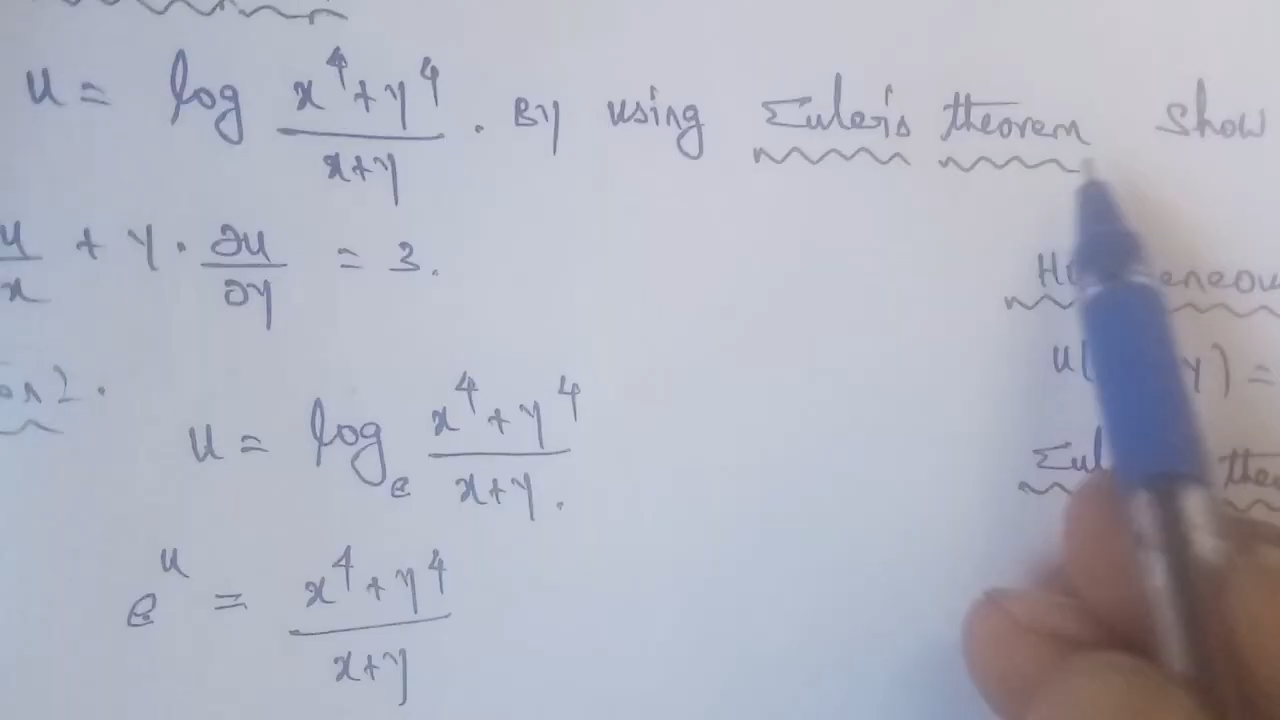 u = log x⁴+y⁴ / x+y . By using Euler's theorem show
u/x + y · ∂u/∂y = 3.
u = logₑ x⁴+y⁴ / x+y .
eᵘ = x⁴+y⁴ / x+y
u( y) =